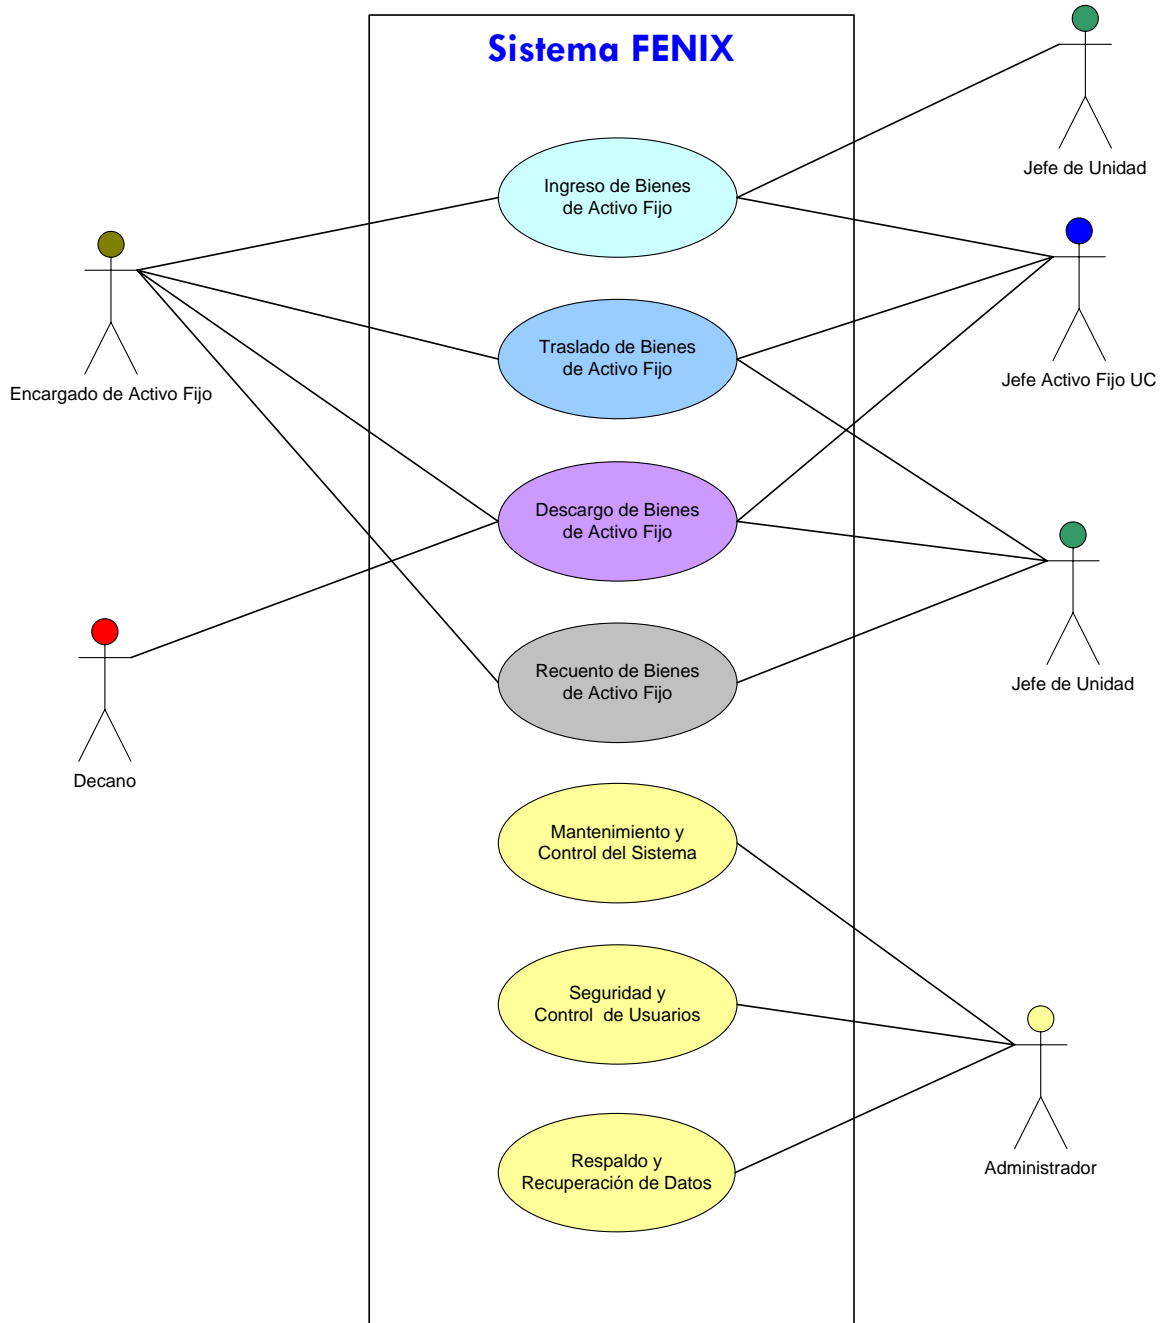 Sistema FENIX
Jefe de Unidad
Ingreso de Bienes
de Activo Fijo
Encargado de Activo Fijo
Traslado de Bienes
de Activo Fijo
Jefe Activo Fijo UC
Descargo de Bienes
de Activo Fijo
Decano
Recuento de Bienes
de Activo Fijo
Jefe de Unidad
Mantenimiento y
Control del Sistema
Seguridad y
Control de Usuarios
Respaldo y
Recuperación de Datos
Administrador